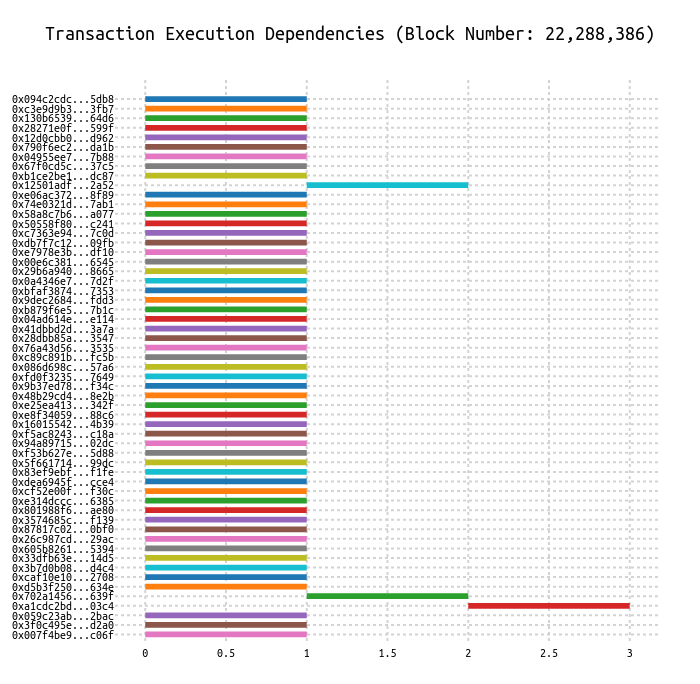 Transaction Execution Dependencies (Block Number: 22,288,386)
0x094c2cdc...5db8
0xc3e9d9b3...3fb7
0x130b6539...64d6
0x28271e0f...599f
0x12d0cbb0...d962
0x790f6ec2...da1b
0x04955ee7...7b88
0x67f0cd5c...37c5
0xb1ce2be1...dc87
0x12501adf...2a52
0xe06ac372...8f89
0x74e0321d...7ab1
0x58a8c7b6...a077
0x50558f80...c241
0xc7363e94...7c0d
0xdb7f7c12...09fb
0xe7978e3b...df10
0x00e6c381...6545
0x29b6a940...8665
0x0a4346e7...7d2f
0xbfaf3874...7353
0x9dec2684...fdd3
0xb879f6e5...7b1c
0x04ad614e...e114
0x41dbbd2d...3a7a
0x28dbb85a...3547
0x76a43d56...3535
0xc89c891b...fc5b
0x086d698c...57a6
0xfd0f3235...7649
0x9b37ed78...f34c
0x48b29cd4...8e2b
0xe25ea413...342f
0xe8f34059...88c6
0x16015542...4b39
0xf5ac8243...c18a
0x94a89715...02dc
0xf53b627e...5d88
0x5f661714...99dc
0x83ef9ebf...f1fe
0xdea6945f...cce4
0xcf52e00f...f30c
0xe314dccc...6385
0x801988f6...ae80
0x3574685c...f139
0x87817c02...0bf0
0x26c987cd...29ac
0x605b8261...5394
0x33dfb63e...14d5
0x3b7d0b08...d4c4
0xcaf10e10...2708
0xd5b3f250...634e
0x702a1456...639f
0xa1cdc2bd...03c4
0x059c23ab...2bac
0x3f0c495e...d2a0
0x007f4be9...c06f
0 0.5 1 1.5 2 2.5 3